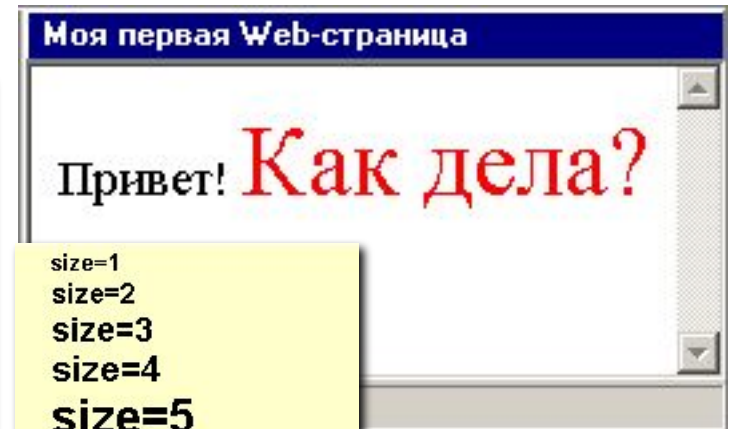 Моя первая Web-страница
Привет! Как дела?
size=1
size=2
size=3
size=4
size=5